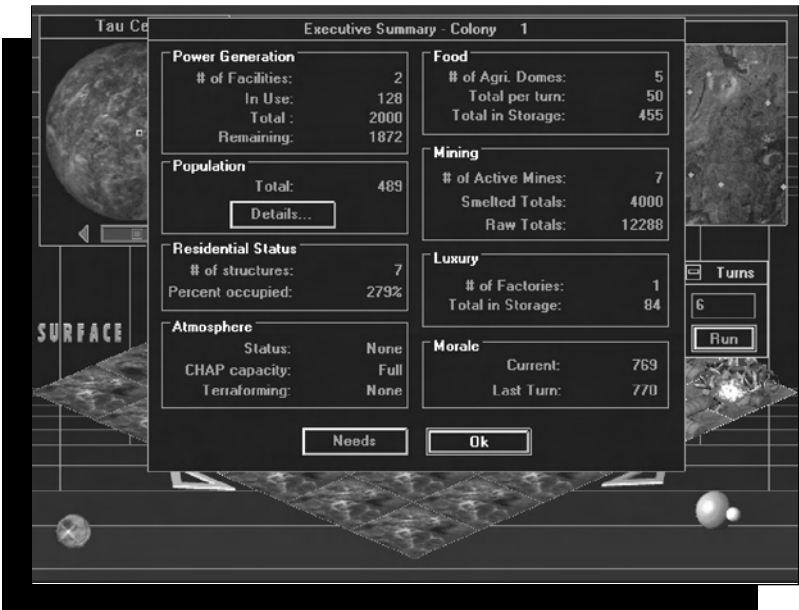 Tau Ce
Executive Summary - Colony 1
Power Generation
# of Facilities: 2
In Use: 128
Total : 2000
Remaining: 1872
Population
Total: 489
Details...
Residential Status
# of structures: 7
Percent occupied: 279%
Atmosphere
Status: None
CHAP capacity: Full
Terraforming: None
Food
# of Agri. Domes: 5
Total per turn: 50
Total in Storage: 455
Mining
# of Active Mines: 7
Smelted Totals: 4000
Raw Totals: 12288
Luxury
# of Factories: 1
Total in Storage: 84
Morale
Current: 769
Last Turn: 770
Needs
Ok
SURFACE
Turns
6
Run